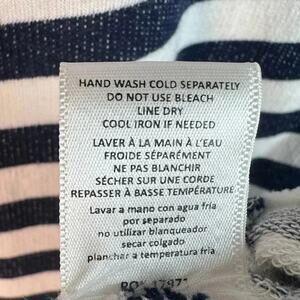 HAND WASH COLD SEPARATELY
DO NOT USE BLEACH
LINE DRY
COOL IRON IF NEEDED
LAVER À LA MAIN À L'EAU
FROIDE SÉPARÉMENT
NE PAS BLANCHIR
SÉCHER SUR UNE CORDE
REPASSER À BASSE TEMPÉRATURE
Lavar a mano con agua fria
por separado
no utilizar blanqueador
secar colgado
planchar a temperatura fria